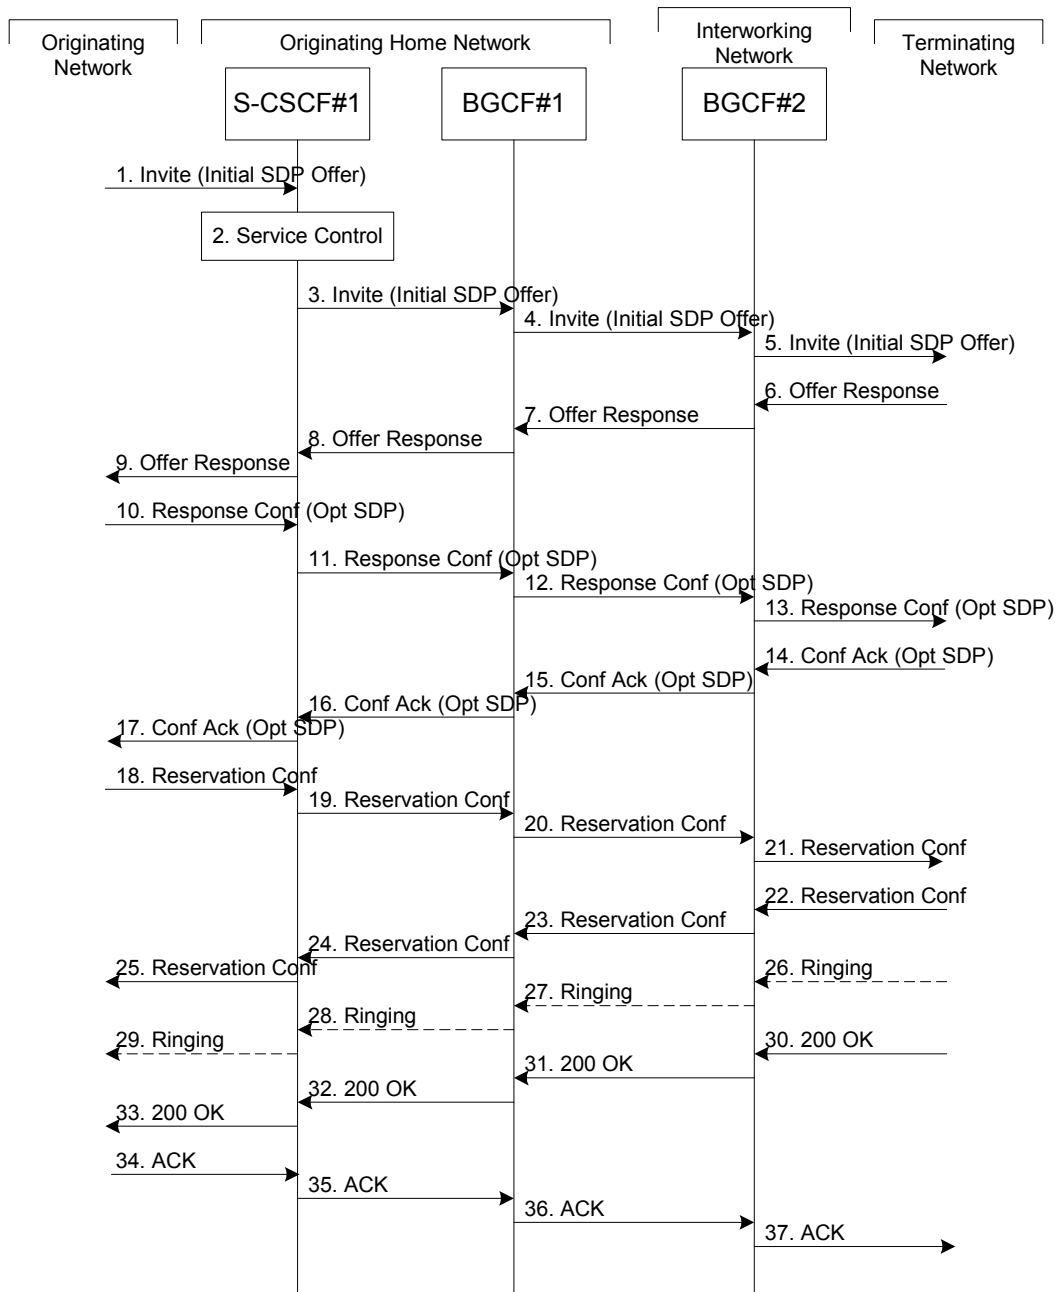 Originating
Network
Originating Home Network
Interworking
Network
Terminating
Network
S-CSCF#1
BGCF#1
BGCF#2
1. Invite (Initial SDP Offer)
2. Service Control
3. Invite (Initial SDP Offer)
4. Invite (Initial SDP Offer)
5. Invite (Initial SDP Offer)
6. Offer Response
7. Offer Response
8. Offer Response
9. Offer Response
10. Response Conf (Opt SDP)
11. Response Conf (Opt SDP)
12. Response Conf (Opt SDP)
13. Response Conf (Opt SDP)
14. Conf Ack (Opt SDP)
15. Conf Ack (Opt SDP)
16. Conf Ack (Opt SDP)
17. Conf Ack (Opt SDP)
18. Reservation Conf
19. Reservation Conf
20. Reservation Conf
21. Reservation Conf
22. Reservation Conf
23. Reservation Conf
24. Reservation Conf
25. Reservation Conf
26. Ringing
27. Ringing
28. Ringing
29. Ringing
30. 200 OK
31. 200 OK
32. 200 OK
33. 200 OK
34. ACK
35. ACK
36. ACK
37. ACK